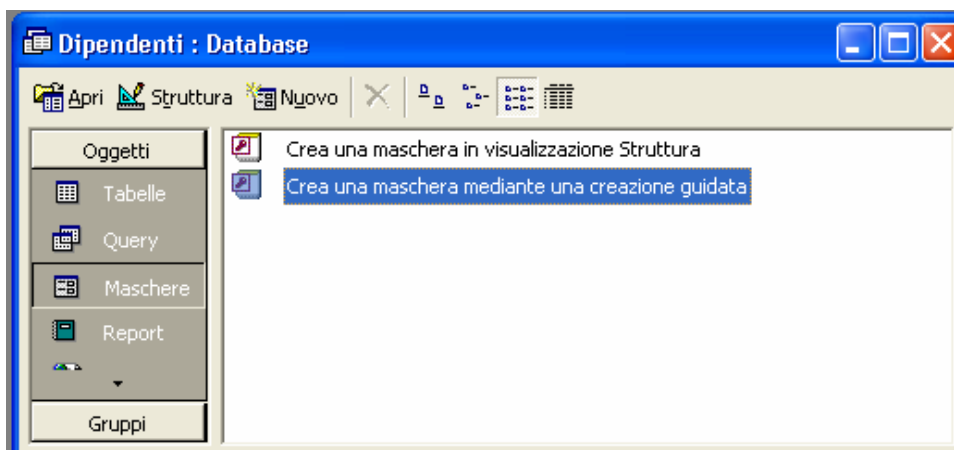 Dipendenti : Database
Apri Struttura Nuovo
Oggetti
Tabelle
Query
Maschere
Report
Gruppi
Crea una maschera in visualizzazione Struttura
Crea una maschera mediante una creazione guidata